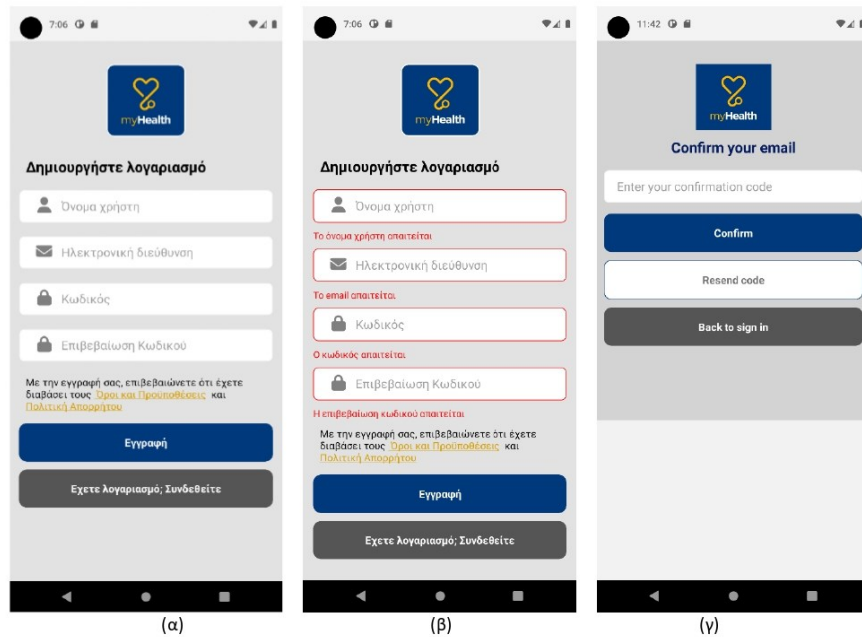 7:06
myHealth
Δημιουργήστε λογαριασμό
Όνομα χρήστη
Ηλεκτρονική διεύθυνση
Κωδικός
Επιβεβαίωση Κωδικού
Με την εγγραφή σας, επιβεβαιώνετε ότι έχετε
διαβάσει τους Όροι και Προϋποθέσεις και
Πολιτική Απορρήτου
Εγγραφή
Εχετε λογαριασμό; Συνδεθείτε
(α)
7:06
myHealth
Δημιουργήστε λογαριασμό
Όνομα χρήστη
Το όνομα χρήστη απαιτείται
Ηλεκτρονική διεύθυνση
Το email απαιτείται
Κωδικός
Ο κωδικός απαιτείται
Επιβεβαίωση Κωδικού
Η επιβεβαίωση κωδικού απαιτείται
Με την εγγραφή σας, επιβεβαιώνετε ότι έχετε
διαβάσει τους Όροι και Προϋποθέσεις και
Πολιτική Απορρήτου
Εγγραφή
Εχετε λογαριασμό; Συνδεθείτε
(β)
11:42
myHealth
Confirm your email
Enter your confirmation code
Confirm
Resend code
Back to sign in
(γ)